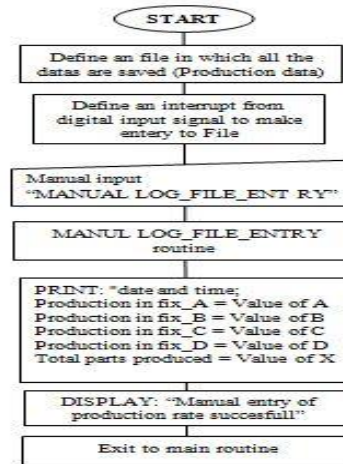 START
Define an file in which all the
datas are saved (Production data)
Define an interrupt from
digital input signal to make
entery to File
Manual input
"MANUAL LOG_FILE_ENT RY"
MANUL LOG_FILE_ENTRY
routine
PRINT: "date and time;
Production in fix_A = Value of A
Production in fix_B = Value of B
Production in fix_C = Value of C
Production in fix_D = Value of D
Total parts produced = Value of X
DISPLAY: "Manual entry of
production rate succesfull"
Exit to main routine